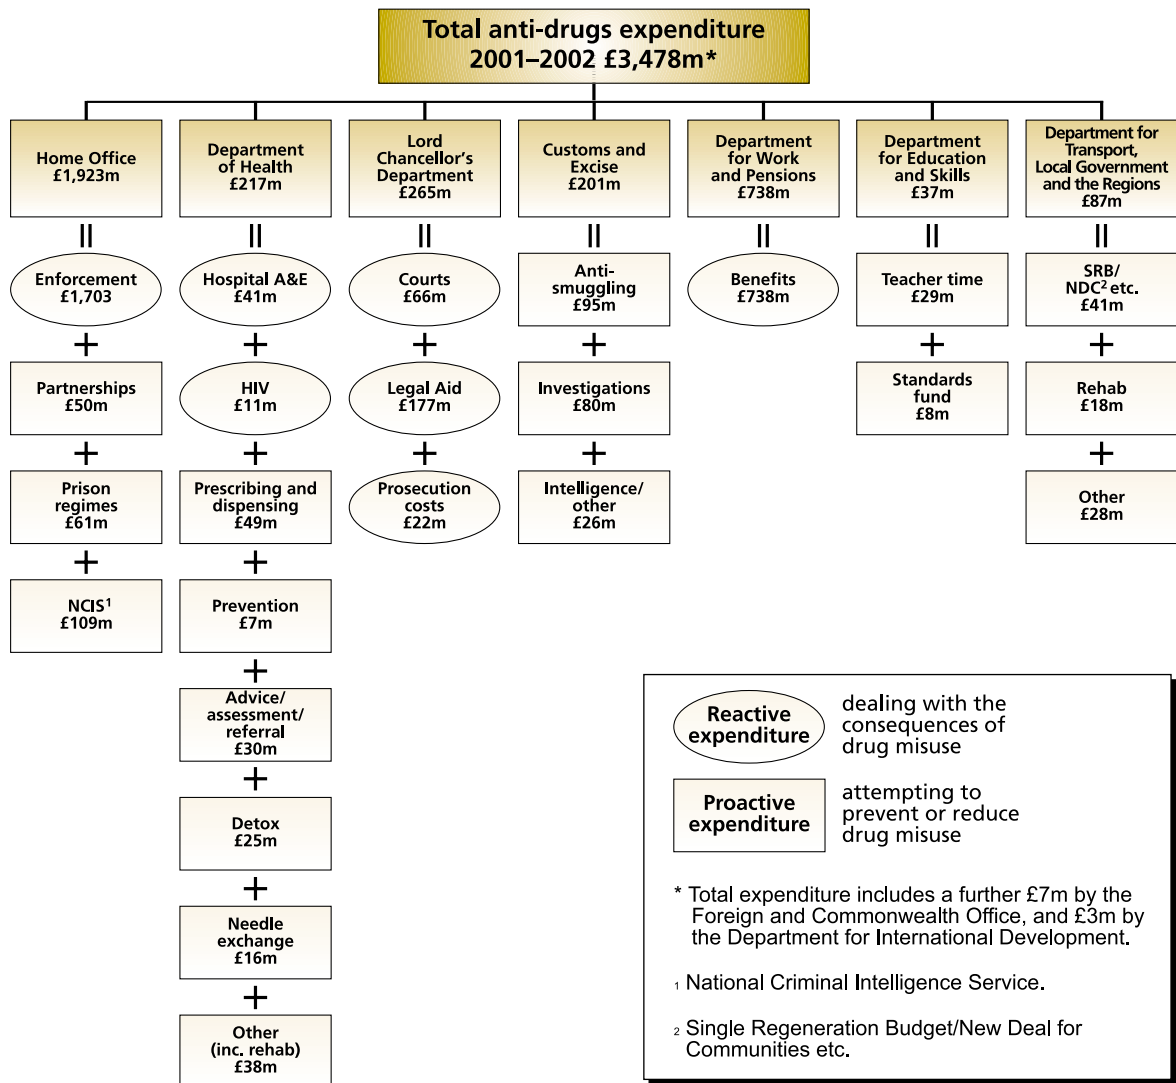 Total anti-drugs expenditure
2001–2002 £3,478m*
Home Office
£1,923m
Department
of Health
£217m
Lord
Chancellor's
Department
£265m
Customs and
Excise
£201m
Department
for Work
and Pensions
£738m
Department
for Education
and Skills
£37m
Department for
Transport,
Local Government
and the Regions
£87m
Enforcement
£1,703
+
Partnerships
£50m
+
Prison
regimes
£61m
+
NCIS¹
£109m
Hospital A&E
£41m
+
HIV
£11m
+
Prescribing and
dispensing
£49m
+
Prevention
£7m
+
Advice/
assessment/
referral
£30m
+
Detox
£25m
+
Needle
exchange
£16m
+
Other
(inc. rehab)
£38m
Courts
£66m
+
Legal Aid
£177m
+
Prosecution
costs
£22m
Anti-
smuggling
£95m
+
Investigations
£80m
+
Intelligence/
other
£26m
Benefits
£738m
Teacher time
£29m
+
Standards
fund
£8m
SRB/
NDC² etc.
£41m
+
Rehab
£18m
+
Other
£28m
Reactive
expenditure
dealing with the
consequences of
drug misuse
Proactive
expenditure
attempting to
prevent or reduce
drug misuse
* Total expenditure includes a further £7m by the
Foreign and Commonwealth Office, and £3m by
the Department for International Development.
1 National Criminal Intelligence Service.
2 Single Regeneration Budget/New Deal for
Communities etc.